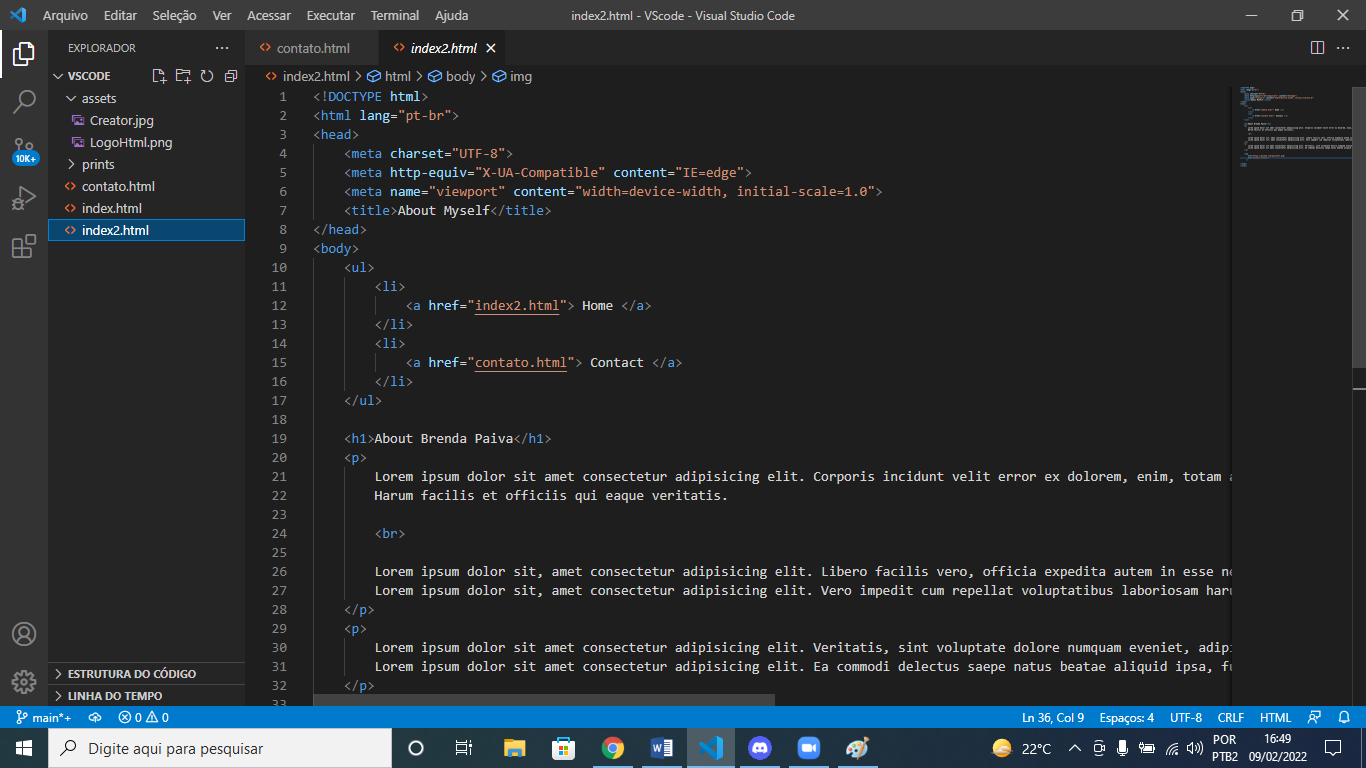 Arquivo Editar Seleção Ver Acessar Executar Terminal Ajuda index2.html - VScode - Visual Studio Code
EXPLORADOR
VSCODE
assets
Creator.jpg
LogoHtml.png
prints
contato.html
index.html
index2.html
ESTRUTURA DO CÓDIGO
LINHA DO TEMPO
10K+
contato.html index2.html
index2.html > html > body > img
1 <!DOCTYPE html>
2 <html lang="pt-br">
3 <head>
4 <meta charset="UTF-8">
5 <meta http-equiv="X-UA-Compatible" content="IE=edge">
6 <meta name="viewport" content="width=device-width, initial-scale=1.0">
7 <title>About Myself</title>
8 </head>
9 <body>
10 <ul>
11 <li>
12 <a href="index2.html"> Home </a>
13 </li>
14 <li>
15 <a href="contato.html"> Contact </a>
16 </li>
17 </ul>
18
19 <h1>About Brenda Paiva</h1>
20 <p>
21 Lorem ipsum dolor sit amet consectetur adipisicing elit. Corporis incidunt velit error ex dolorem, enim, totam
22 Harum facilis et officiis qui eaque veritatis.
23
24 <br>
25
26 Lorem ipsum dolor sit, amet consectetur adipisicing elit. Libero facilis vero, officia expedita autem in esse
27 Lorem ipsum dolor sit, amet consectetur adipisicing elit. Vero impedit cum repellat voluptatibus laboriosam
28 </p>
29 <p>
30 Lorem ipsum dolor sit amet consectetur adipisicing elit. Veritatis, sint voluptate dolore numquam eveniet,
31 Lorem ipsum dolor sit amet consectetur adipisicing elit. Ea commodi delectus saepe natus beatae aliquid ipsa,
32 </p>
33
main*+ 0 0 Ln 36, Col 9 Espaços: 4 UTF-8 CRLF HTML
Digite aqui para pesquisar 22°C POR 16:49
PTB2 09/02/2022